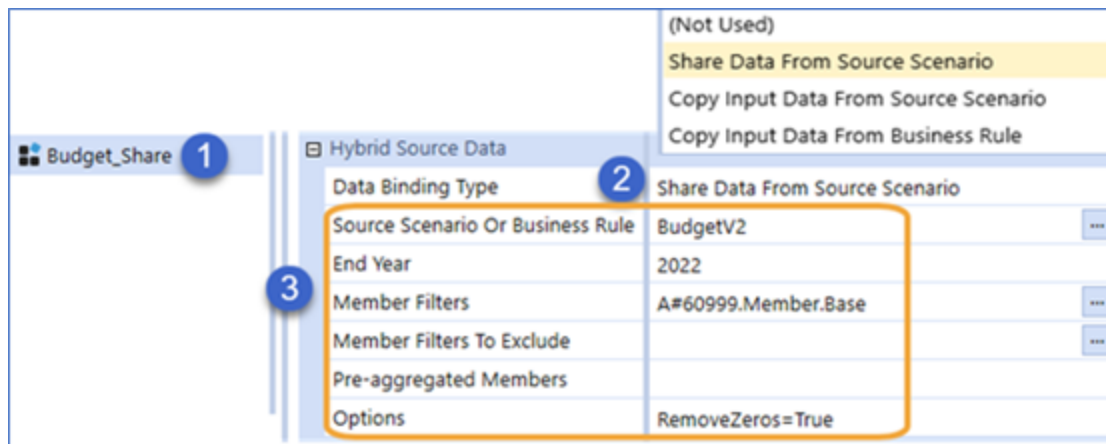 (Not Used)
Share Data From Source Scenario
Copy Input Data From Source Scenario
Copy Input Data From Business Rule
Budget_Share 1
Hybrid Source Data
Data Binding Type 2 Share Data From Source Scenario
Source Scenario Or Business Rule BudgetV2 ...
End Year 2022
3
Member Filters A#60999.Member.Base ...
Member Filters To Exclude ...
Pre-aggregated Members
Options RemoveZeros=True